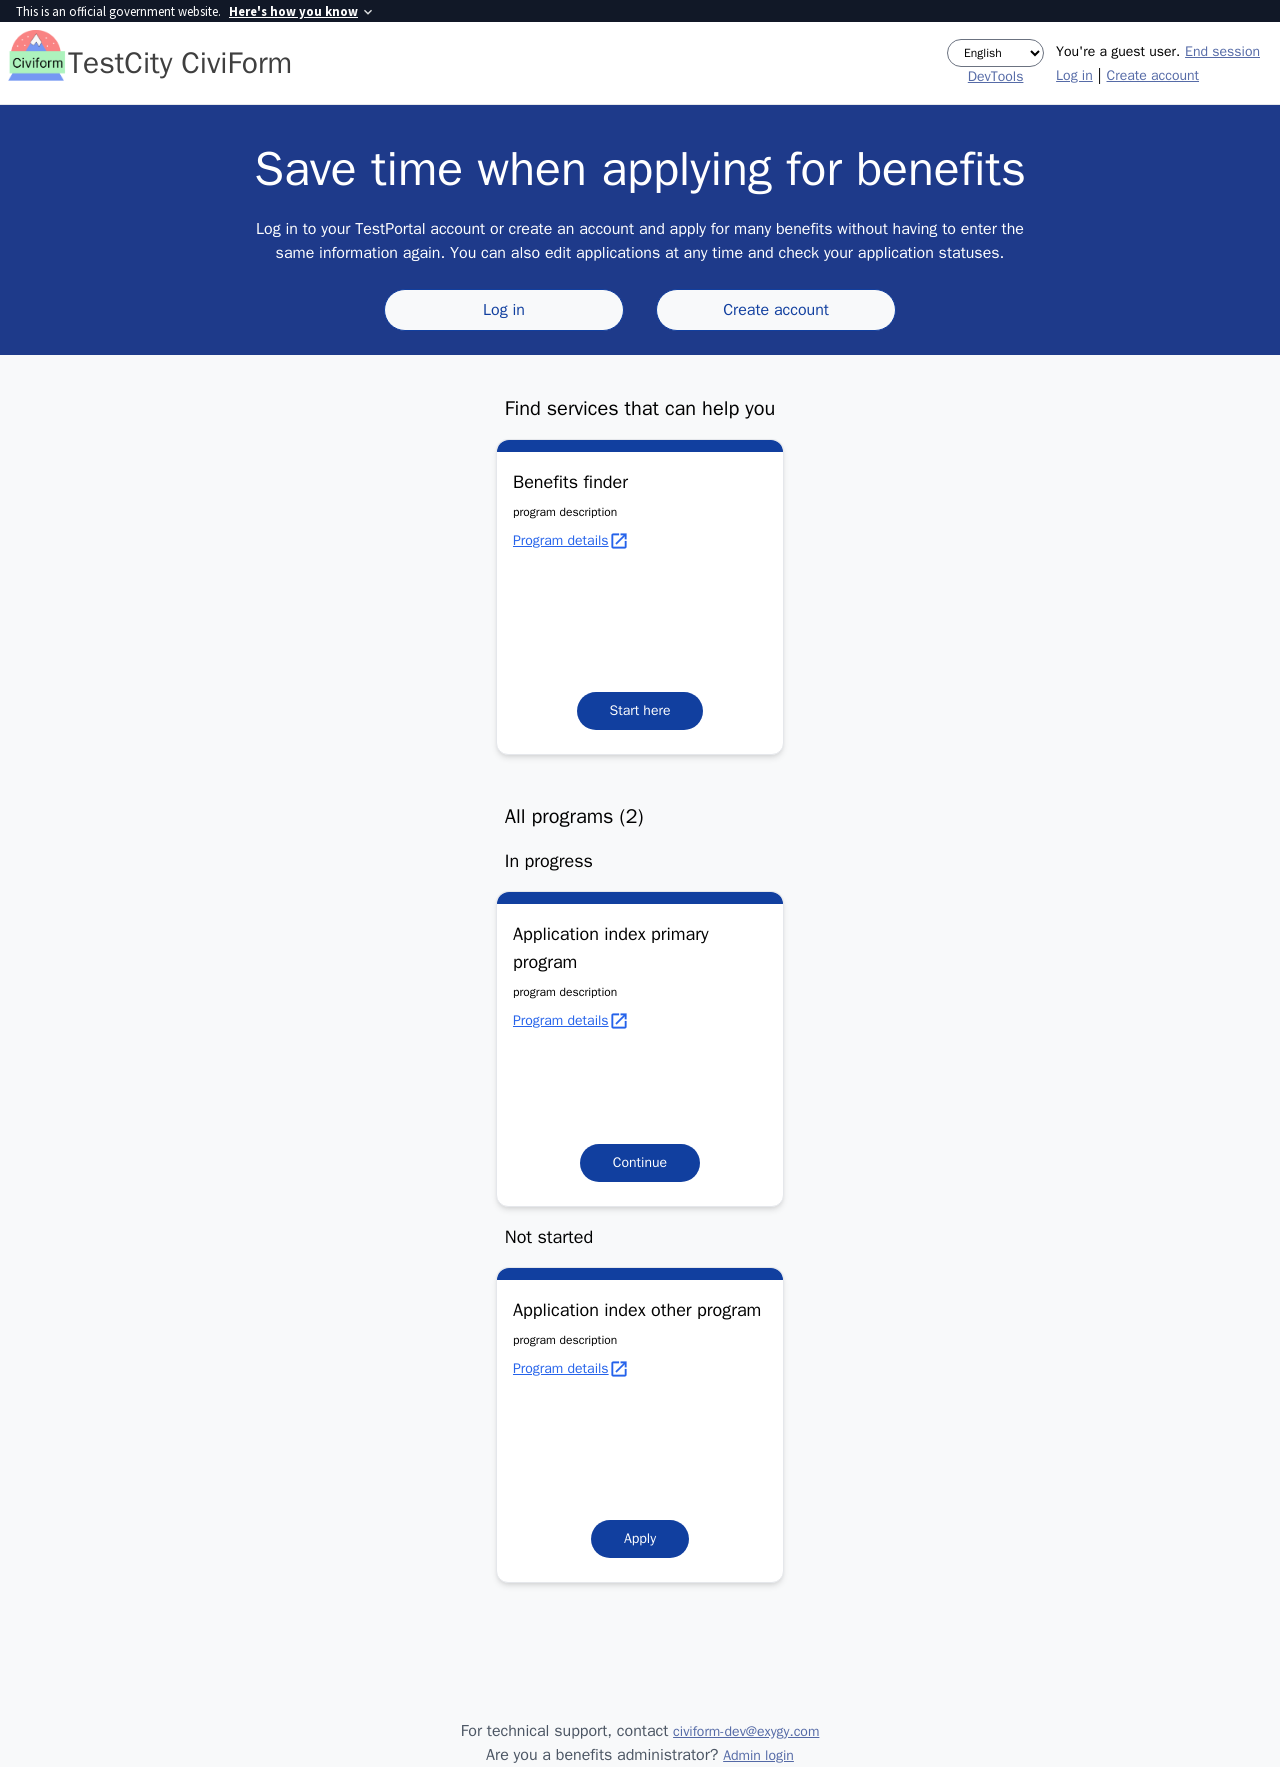 This is an official government website. Here's how you know
Civiform
TestCity CiviForm
English
DevTools
You're a guest user. End session
Log in | Create account
Save time when applying for benefits
Log in to your TestPortal account or create an account and apply for many benefits without having to enter the
same information again. You can also edit applications at any time and check your application statuses.
Log in
Create account
Find services that can help you
Benefits finder
program description
Program details
Start here
All programs (2)
In progress
Application index primary
program
program description
Program details
Continue
Not started
Application index other program
program description
Program details
Apply
For technical support, contact civiform-dev@exygy.com
Are you a benefits administrator? Admin login